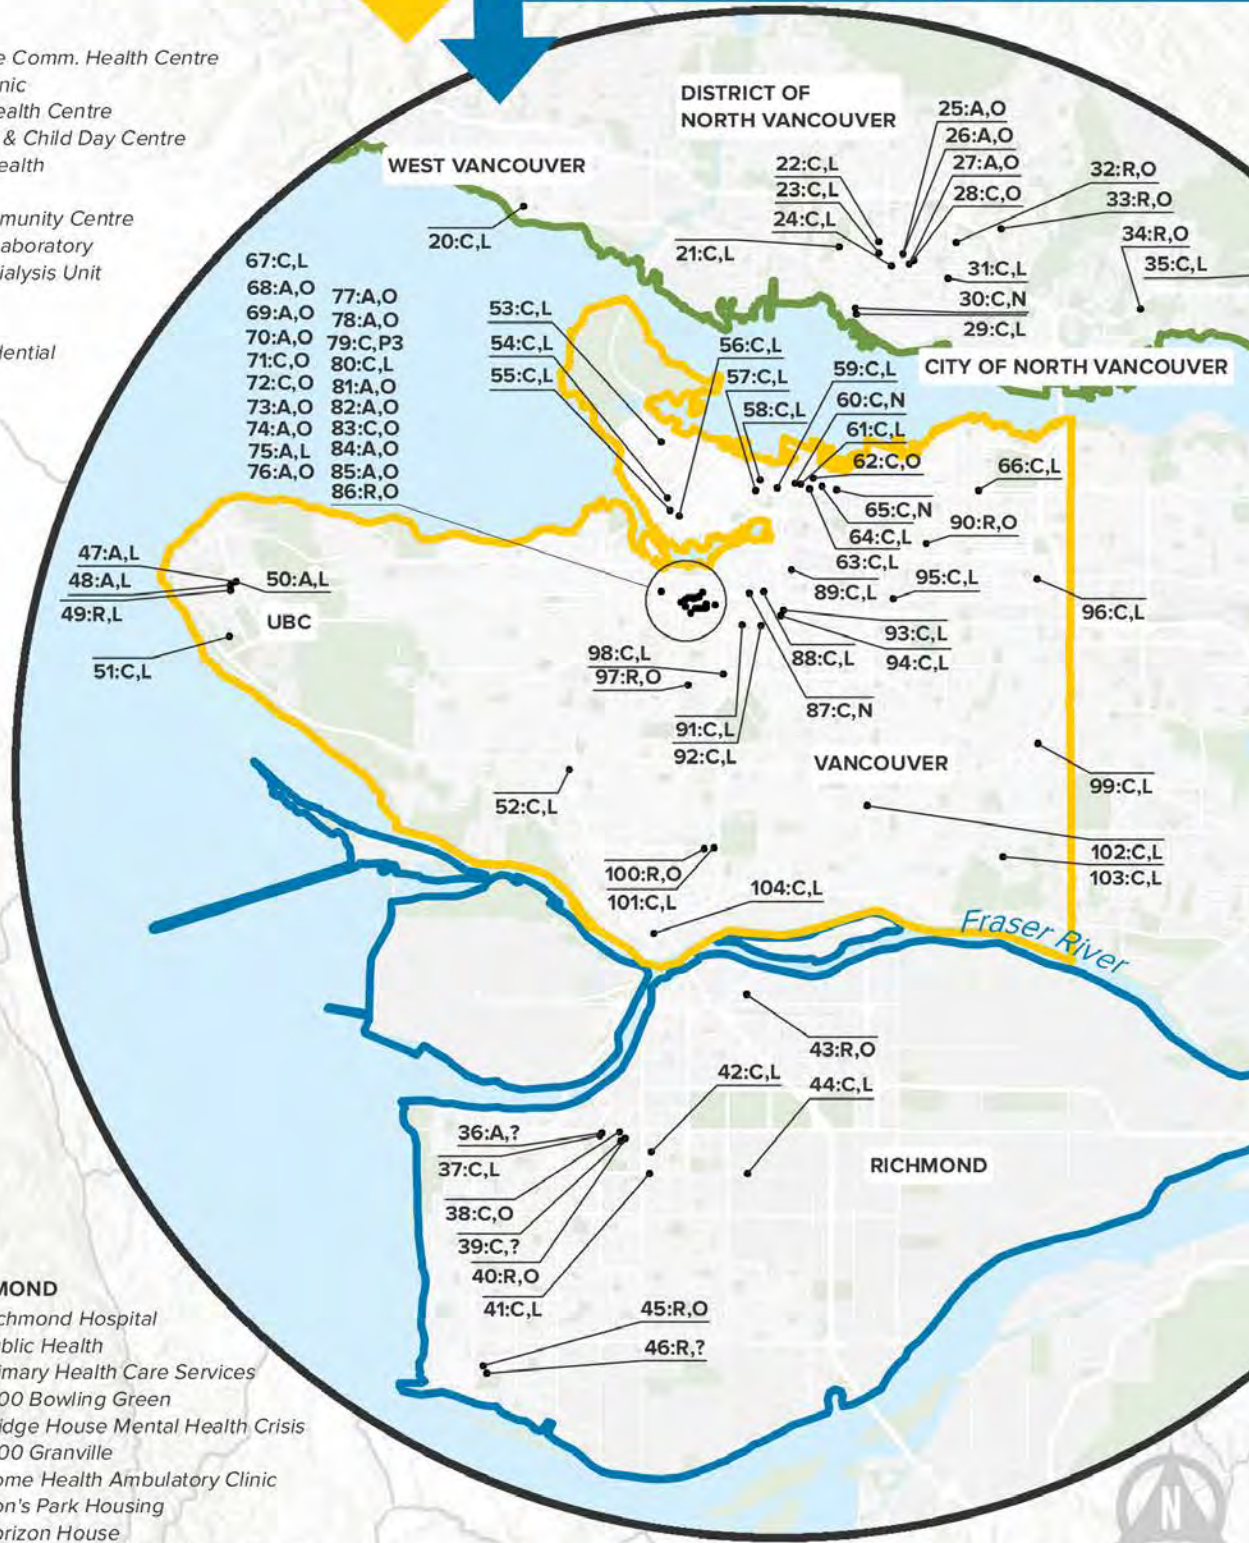 e Comm. Health Centre
nic
ealth Centre
& Child Day Centre
ealth
munity Centre
aboratory
ialysis Unit
dential
DISTRICT OF
NORTH VANCOUVER
WEST VANCOUVER
20:C,L
21:C,L
22:C,L
23:C,L
24:C,L
25:A,O
26:A,O
27:A,O
28:C,O
32:R,O
33:R,O
34:R,O
35:C,L
31:C,L
30:C,N
29:C,L
CITY OF NORTH VANCOUVER
67:C,L
68:A,O
69:A,O
70:A,O
71:C,O
72:C,O
73:A,O
74:A,O
75:A,L
76:A,O
77:A,O
78:A,O
79:C,P3
80:C,L
81:A,O
82:A,O
83:C,O
84:A,O
85:A,O
86:R,O
53:C,L
54:C,L
55:C,L
56:C,L
57:C,L
58:C,L
59:C,L
60:C,N
61:C,L
62:C,O
66:C,L
65:C,N
64:C,L
63:C,L
90:R,O
89:C,L
95:C,L
96:C,L
47:A,L
48:A,L
49:R,L
50:A,L
UBC
51:C,L
93:C,L
94:C,L
88:C,L
87:C,N
98:C,L
97:R,O
91:C,L
92:C,L
VANCOUVER
52:C,L
99:C,L
102:C,L
103:C,L
100:R,O
101:C,L
104:C,L
Fraser River
43:R,O
42:C,L
44:C,L
36:A,?
37:C,L
38:C,O
39:C,?
40:R,O
41:C,L
RICHMOND
45:R,O
46:R,?
MOND
chmond Hospital
ublic Health
imary Health Care Services
00 Bowling Green
idge House Mental Health Crisis
00 Granville
ome Health Ambulatory Clinic
on's Park Housing
orizon House
N